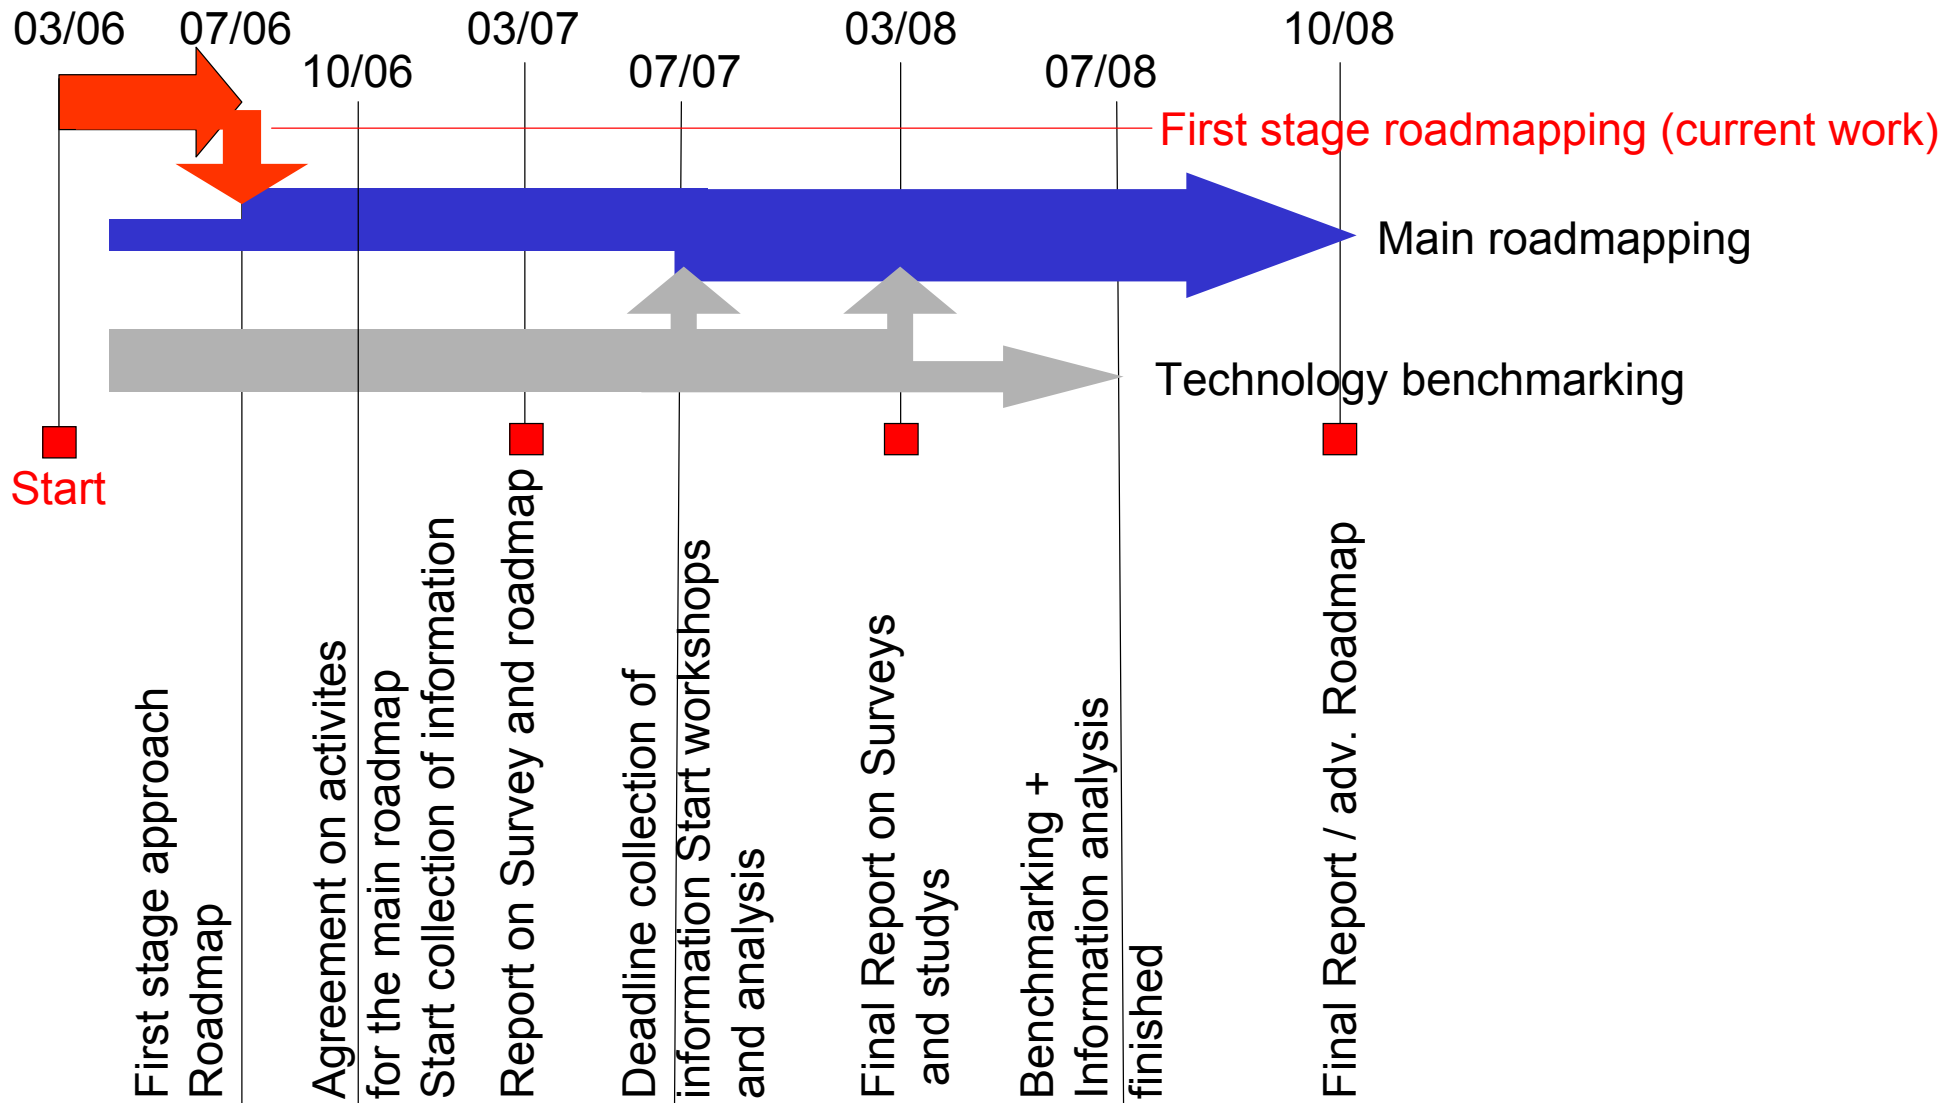 03/06
07/06
03/07
03/08
10/08
10/06
07/07
07/08
First stage roadmapping (current work)
Main roadmapping
Technology benchmarking
Start
First stage approach
Roadmap
Agreement on activites
for the main roadmap
Start collection of information
Report on Survey and roadmap
Deadline collection of
information Start workshops
and analysis
Final Report on Surveys
and studys
Benchmarking +
Information analysis
finished
Final Report / adv. Roadmap